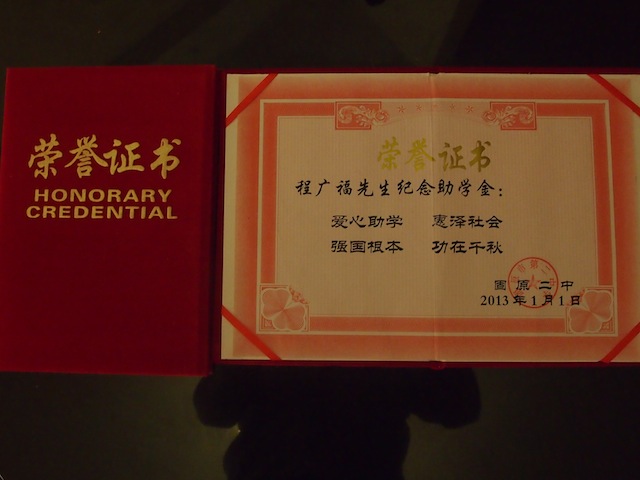 荣誉证书
HONORARY
CREDENTIAL
荣誉证书
程广福先生纪念助学金：
爱心助学 惠泽社会
强国根本 功在千秋
固原二中
2013年1月1日